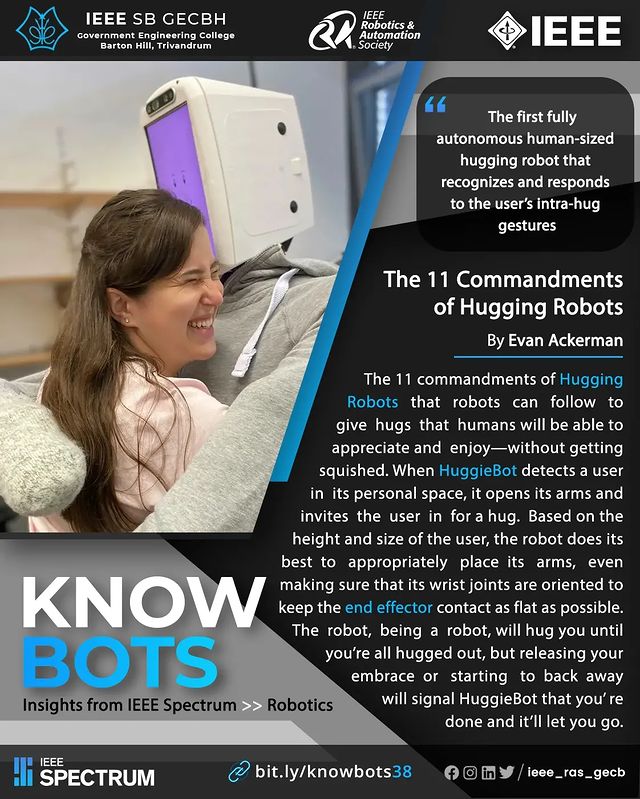 IEEE SB GECBH
Government Engineering College
Barton Hill, Trivandrum
IEEE
Robotics &
Automation
Society
IEEE
“
The first fully
autonomous human-sized
hugging robot that
recognizes and responds
to the user’s intra-hug
gestures
The 11 Commandments
of Hugging Robots
By Evan Ackerman
The 11 commandments of Hugging
Robots that robots can follow to
give hugs that humans will be able to
appreciate and enjoy—without getting
squished. When HuggieBot detects a user
in its personal space, it opens its arms and
invites the user in for a hug. Based on the
height and size of the user, the robot does its
best to appropriately place its arms, even
making sure that its wrist joints are oriented to
keep the end effector contact as flat as possible.
The robot, being a robot, will hug you until
you’re all hugged out, but releasing your
embrace or starting to back away
will signal HuggieBot that you’ re
done and it’ll let you go.
KNOW
BOTS
Insights from IEEE Spectrum >> Robotics
IEEE
SPECTRUM
bit.ly/knowbots38
/ieee_ras_gecb